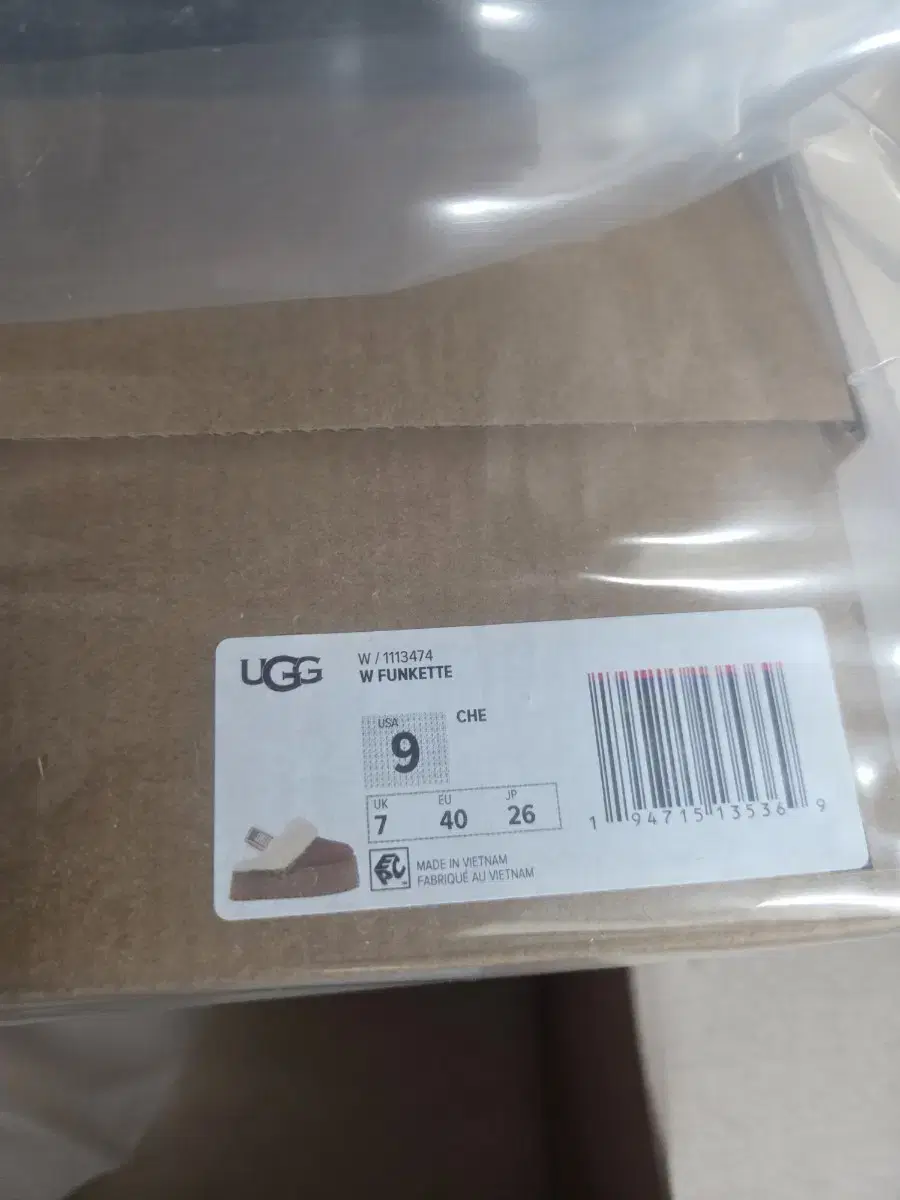 UGG
W / 1113474
W FUNKETTE
USA
9
CHE
UK
7
EU
40
JP
26
MADE IN VIETNAM
FABRIQUÉ AU VIETNAM
1 94715 13536 9